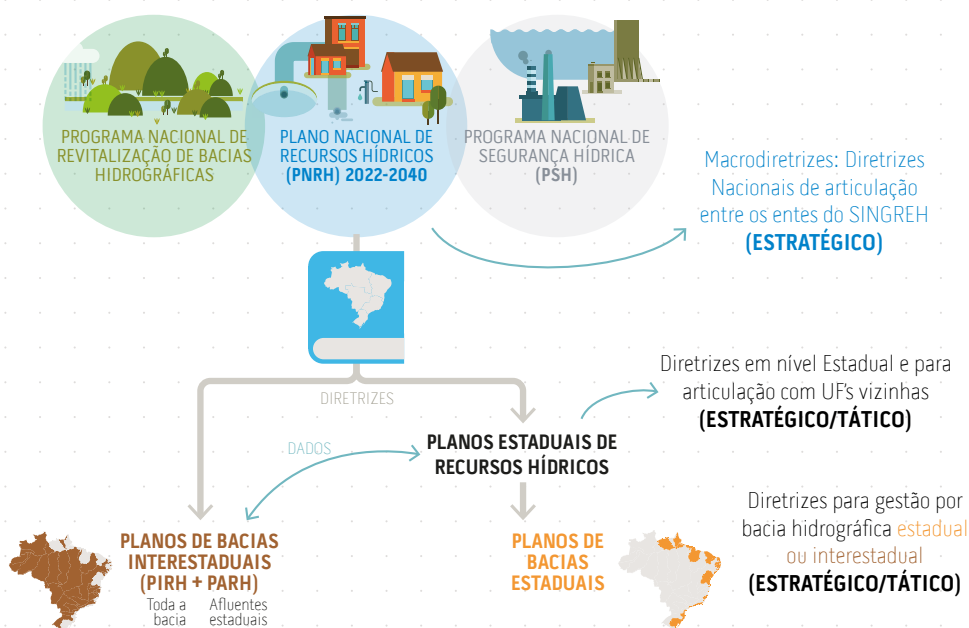 PROGRAMA NACIONAL DE
REVITALIZAÇÃO DE BACIAS
HIDROGRÁFICAS
PLANO NACIONAL DE
RECURSOS HÍDRICOS
(PNRH) 2022-2040
PROGRAMA NACIONAL DE
SEGURANÇA HÍDRICA
(PSH)
Macrodiretrizes: Diretrizes
Nacionais de articulação
entre os entes do SINGREH
(ESTRATÉGICO)
DIRETRIZES
Diretrizes em nível Estadual e para
articulação com UF's vizinhas
(ESTRATÉGICO/TÁTICO)
DADOS
PLANOS ESTADUAIS DE
RECURSOS HÍDRICOS
PLANOS DE BACIAS
INTERESTADUAIS
(PIRH + PARH)
Toda a
bacia
Afluentes
estaduais
PLANOS DE
BACIAS
ESTADUAIS
Diretrizes para gestão por
bacia hidrográfica estadual
ou interestadual
(ESTRATÉGICO/TÁTICO)